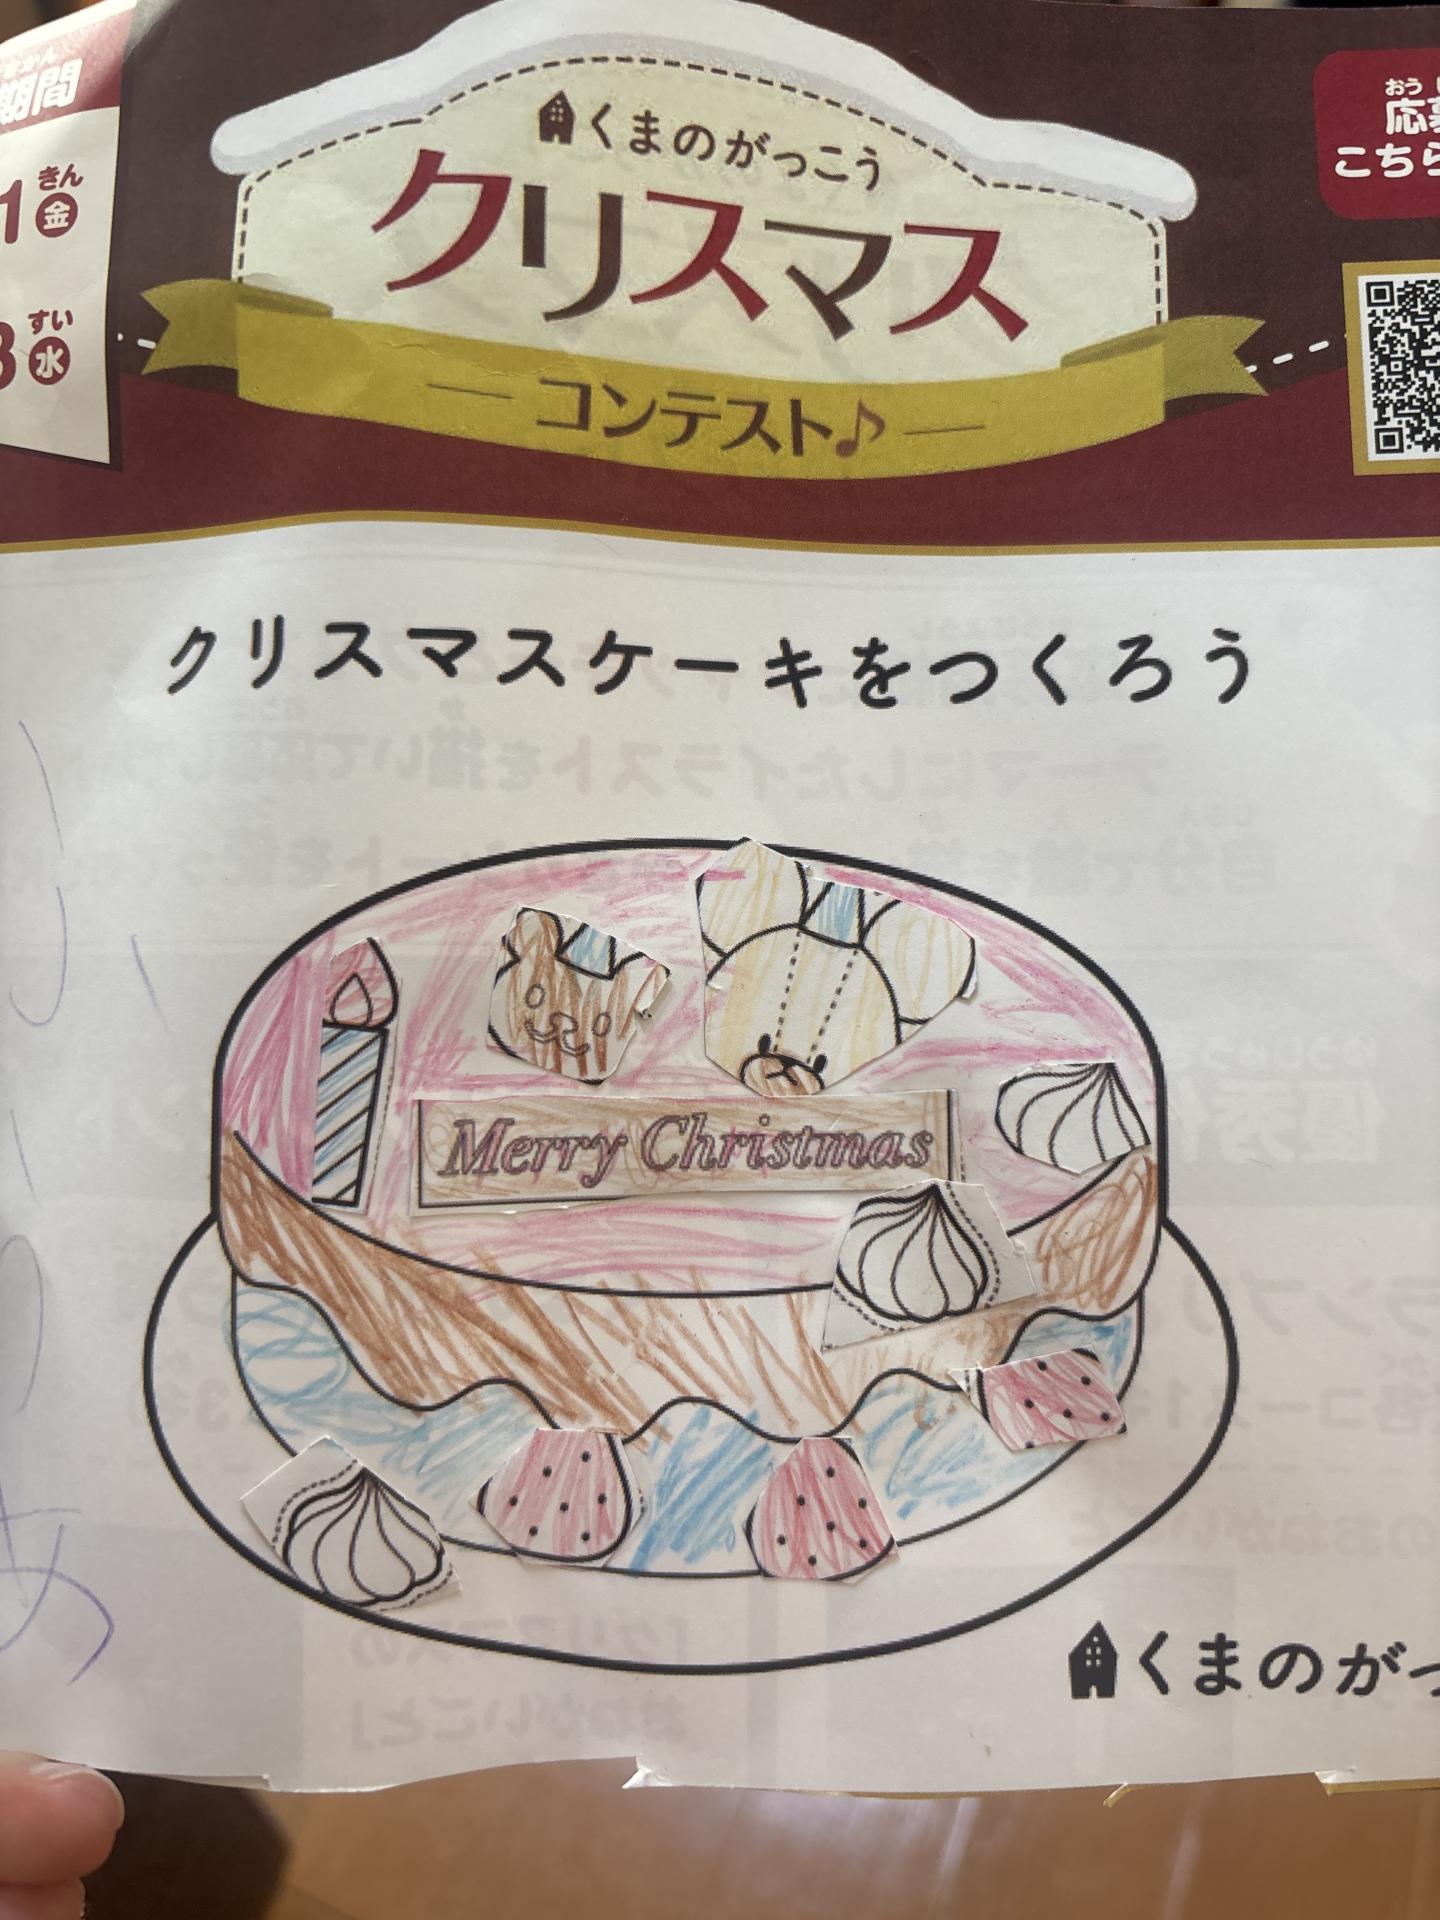 期間
きん
1金
すい
3水
くまのがっこう
クリスマス
コンテスト♪
おう
応募
こちら
クリスマスケーキをつくろう
Merry Christmas
くまのがっ